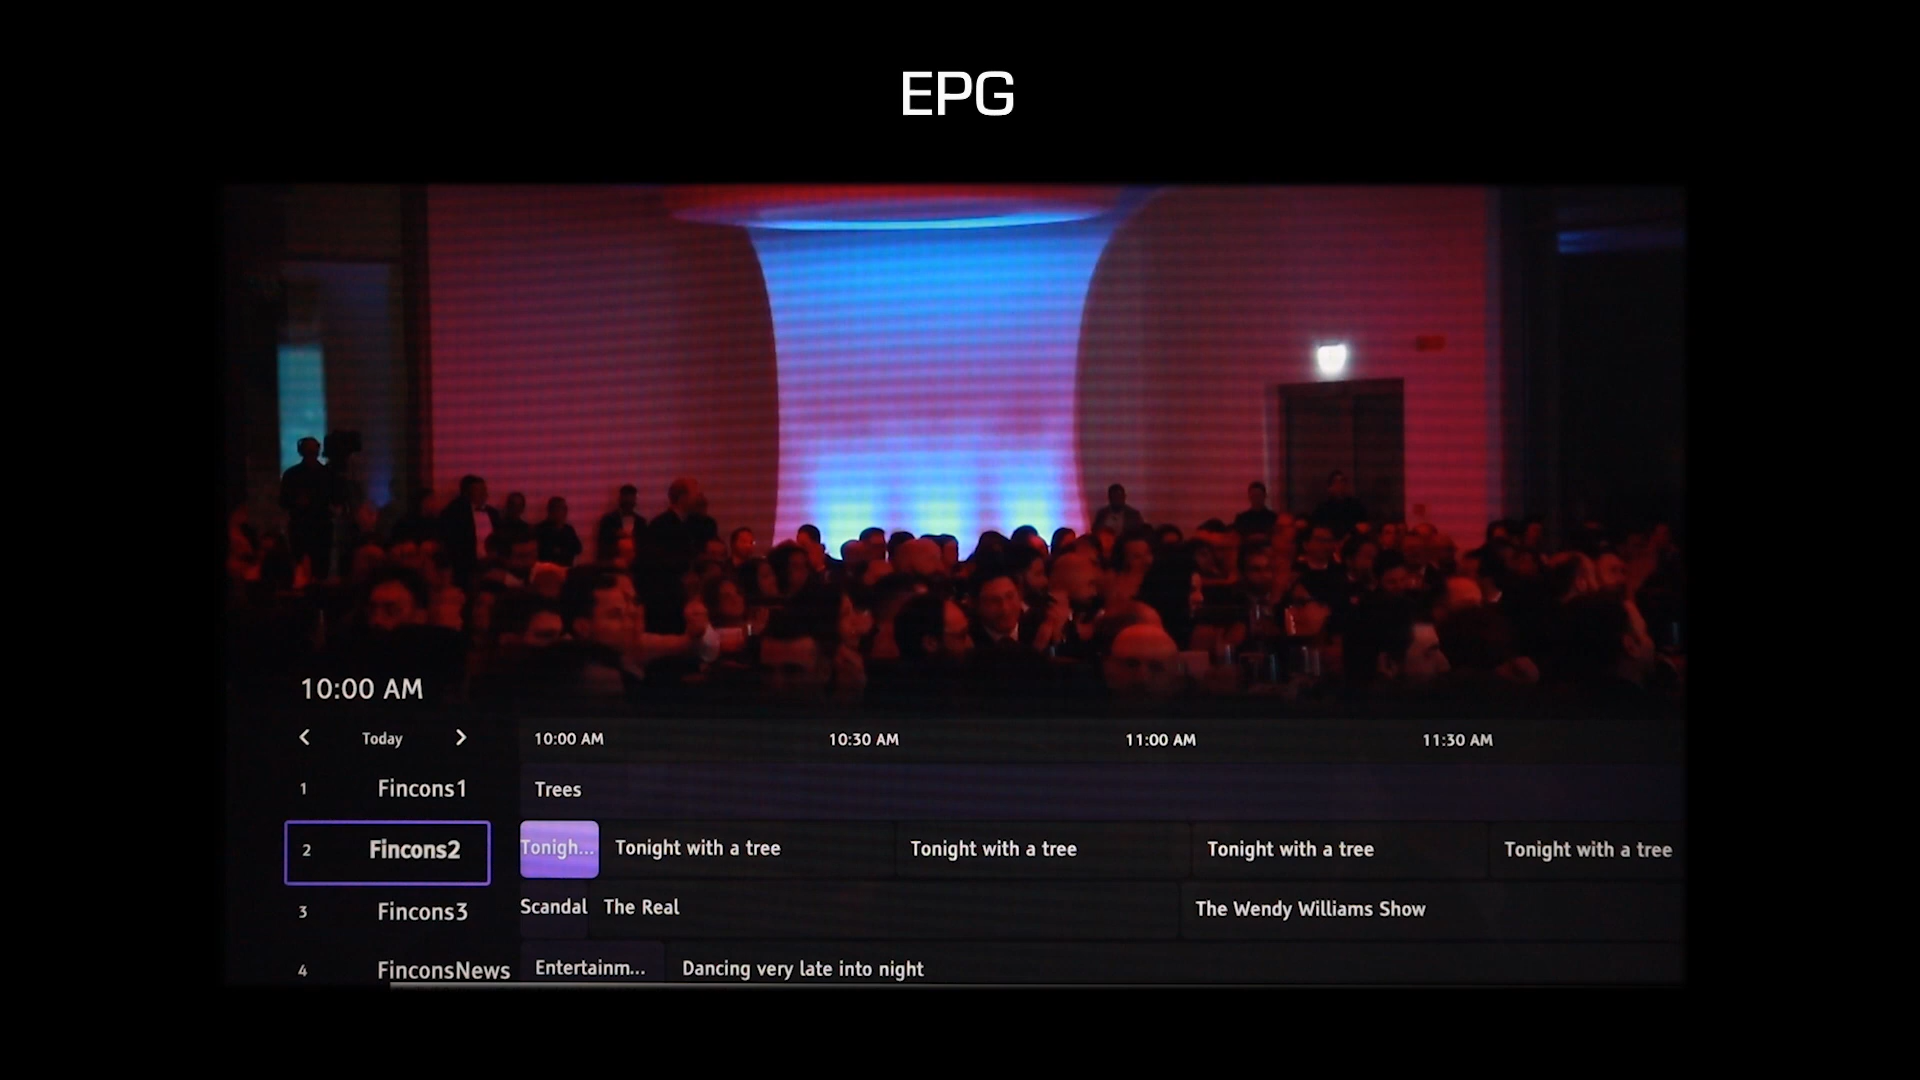 EPG
10:00 AM
Today 10:00 AM 10:30 AM 11:00 AM 11:30 AM
1 Fincons1 Trees
2 Fincons2 Tonigh... Tonight with a tree Tonight with a tree Tonight with a tree Tonight with a tree
3 Fincons3 Scandal The Real The Wendy Williams Show
4 FinconsNews Entertainm... Dancing very late into night